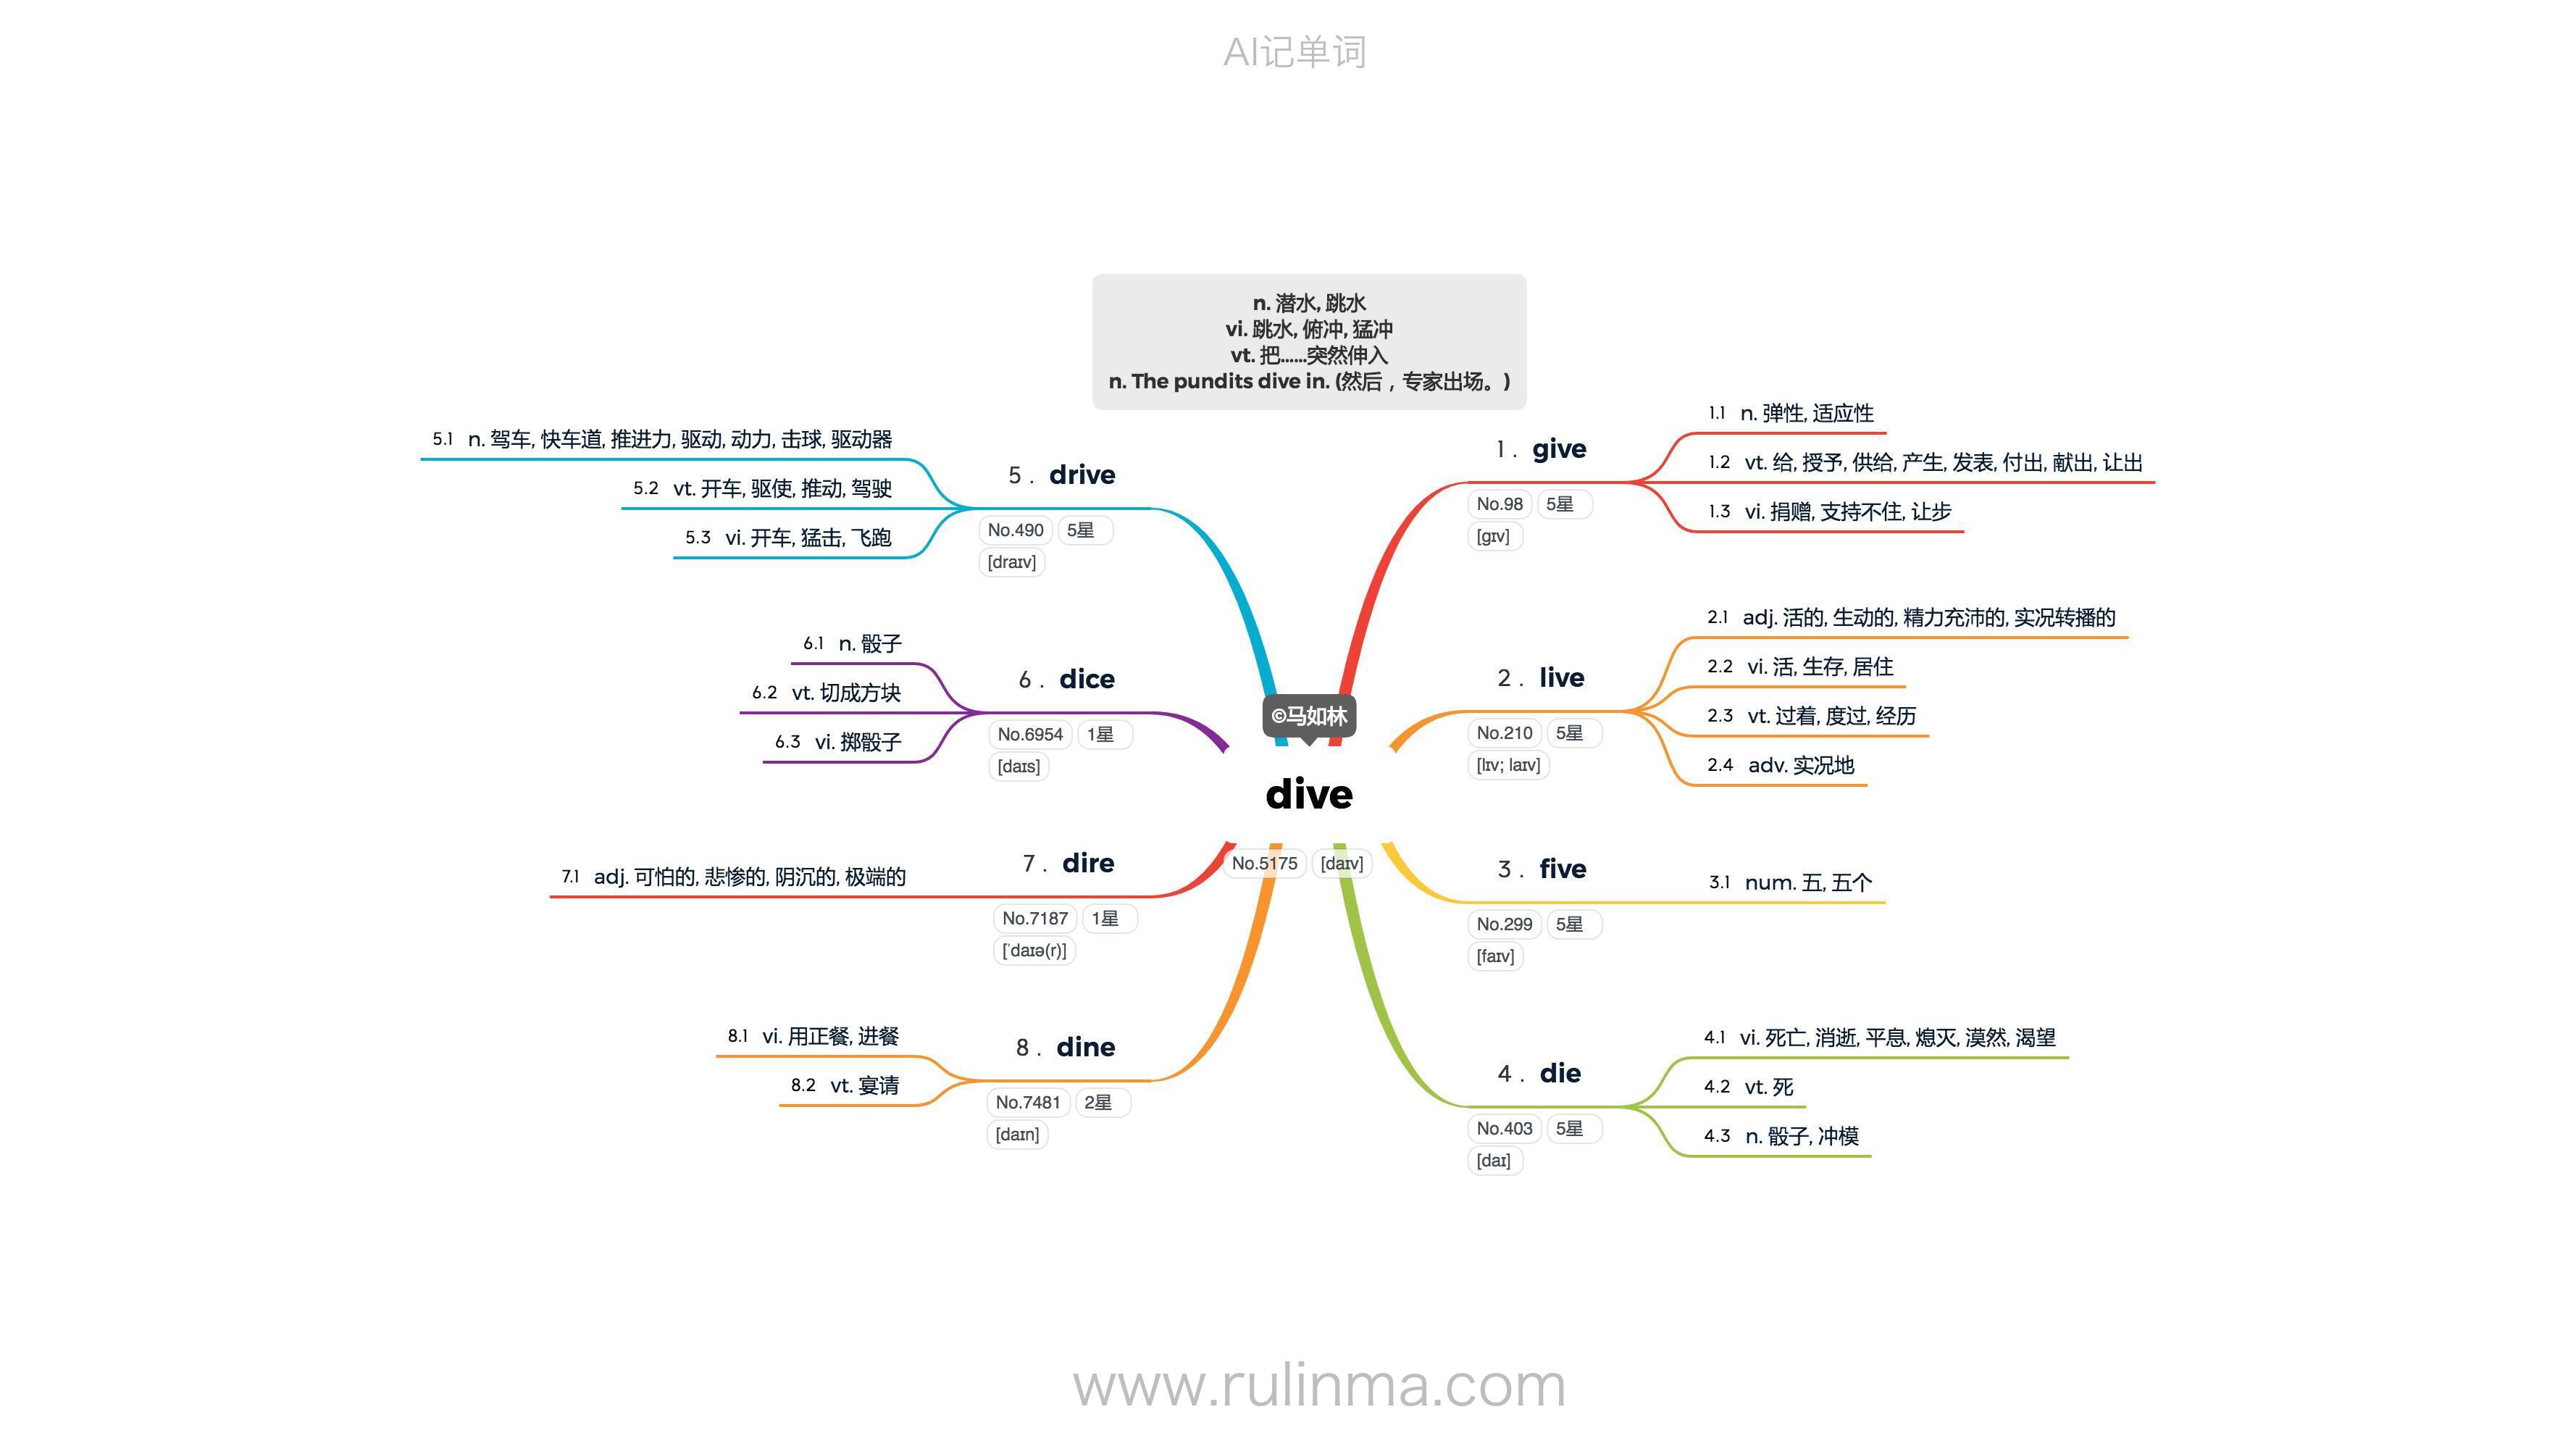 AI记单词
n. 潜水, 跳水
vi. 跳水, 俯冲, 猛冲
vt. 把......突然伸入
n. The pundits dive in. (然后，专家出场。)
©马如林
dive
No.5175 [daɪv]
1. give
No.98 5星
[gɪv]
1.1 n. 弹性, 适应性
1.2 vt. 给, 授予, 供给, 产生, 发表, 付出, 献出, 让出
1.3 vi. 捐赠, 支持不住, 让步
2. live
No.210 5星
[lɪv; laɪv]
2.1 adj. 活的, 生动的, 精力充沛的, 实况转播的
2.2 vi. 活, 生存, 居住
2.3 vt. 过着, 度过, 经历
2.4 adv. 实况地
3. five
No.299 5星
[faɪv]
3.1 num. 五, 五个
4. die
No.403 5星
[daɪ]
4.1 vi. 死亡, 消逝, 平息, 熄灭, 漠然, 渴望
4.2 vt. 死
4.3 n. 骰子, 冲模
5. drive
No.490 5星
[draɪv]
5.1 n. 驾车, 快车道, 推进力, 驱动, 动力, 击球, 驱动器
5.2 vt. 开车, 驱使, 推动, 驾驶
5.3 vi. 开车, 猛击, 飞跑
6. dice
No.6954 1星
[daɪs]
6.1 n. 骰子
6.2 vt. 切成方块
6.3 vi. 掷骰子
7. dire
No.7187 1星
[ˈdaɪə(r)]
7.1 adj. 可怕的, 悲惨的, 阴沉的, 极端的
8. dine
No.7481 2星
[daɪn]
8.1 vi. 用正餐, 进餐
8.2 vt. 宴请
www.rulinma.com